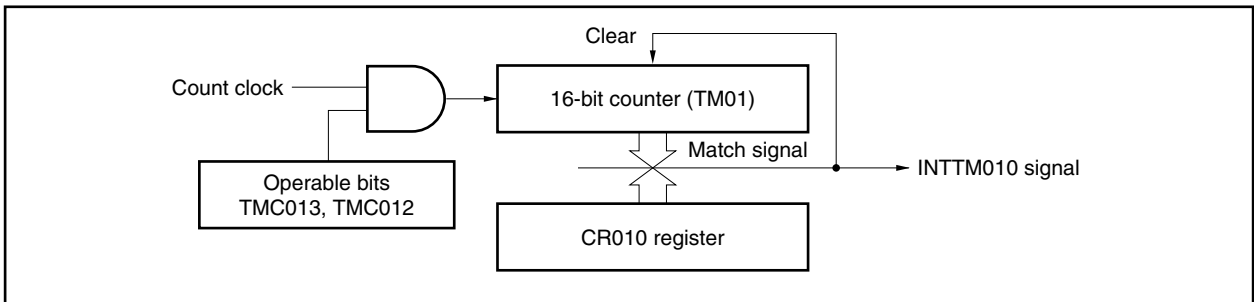 Clear
Count clock
16-bit counter (TM01)
Match signal
INTTM010 signal
Operable bits
TMC013, TMC012
CR010 register